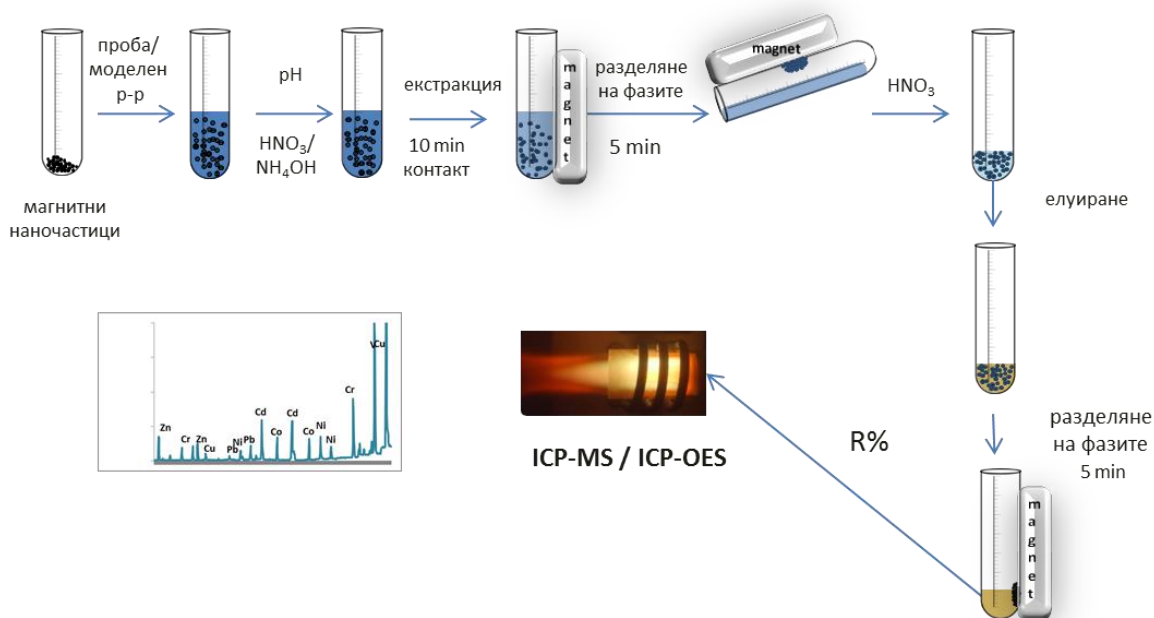 магнитни
наночастици
проба/
моделен
р-р
pH
HNO₃/
NH₄OH
екстракция
10 min
контакт
magnet
разделяне
на фазите
5 min
magnet
HNO₃
елуиране
разделяне
на фазите
5 min
magnet
R%
ICP-MS / ICP-OES
Zn
Cr
Zn
Cu
Pb
Ni
Pb
Cd
Co
Cd
Co
Ni
Ni
Cr
V
Cu